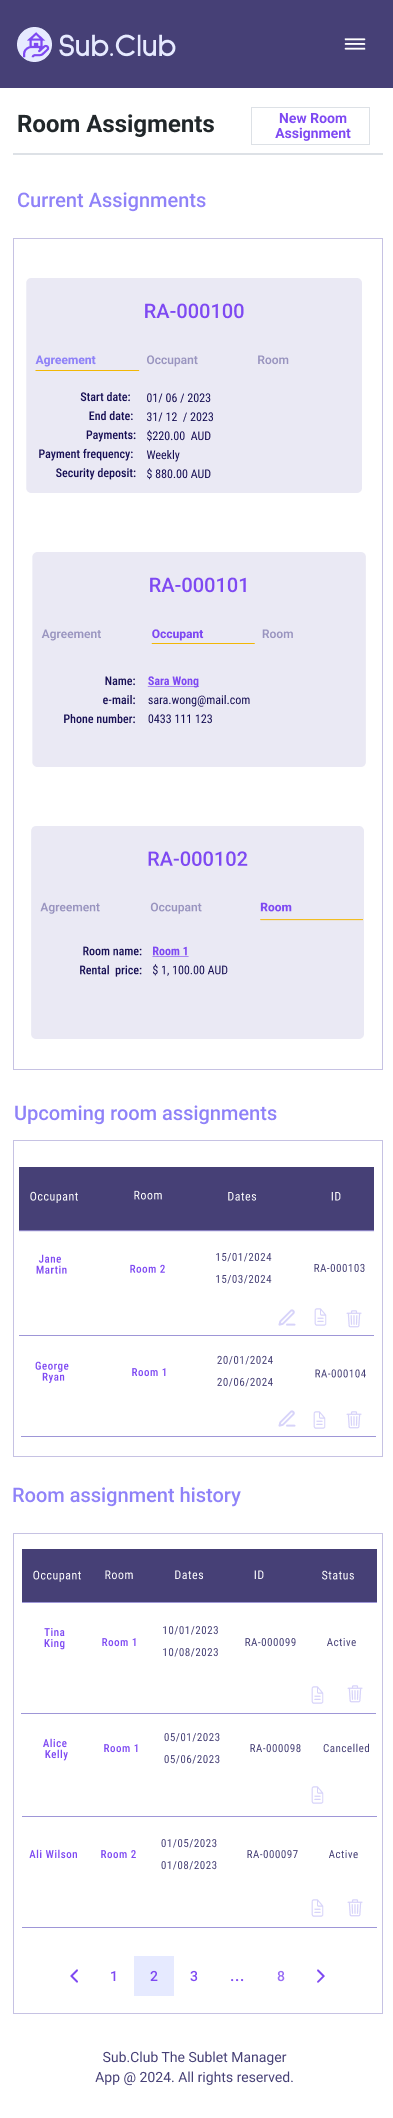 Sub.Club
Room Assigments
New Room
Assignment
Current Assignments
RA-000100
Agreement Occupant Room
Start date: 01/ 06 / 2023
End date: 31/ 12 / 2023
Payments: $220.00 AUD
Payment frequency: Weekly
Security deposit: $ 880.00 AUD
RA-000101
Agreement Occupant Room
Name: Sara Wong
e-mail: sara.wong@mail.com
Phone number: 0433 111 123
RA-000102
Agreement Occupant Room
Room name: Room 1
Rental price: $ 1, 100.00 AUD
Upcoming room assignments
Occupant Room Dates ID
Jane
Martin
Room 2
15/01/2024
15/03/2024
RA-000103
George
Ryan
Room 1
20/01/2024
20/06/2024
RA-000104
Room assignment history
Occupant Room Dates ID Status
Tina
King
Room 1
10/01/2023
10/08/2023
RA-000099
Active
Alice
Kelly
Room 1
05/01/2023
05/06/2023
RA-000098
Cancelled
Ali Wilson
Room 2
01/05/2023
01/08/2023
RA-000097
Active
1 2 3 ... 8
Sub.Club The Sublet Manager
App @ 2024. All rights reserved.